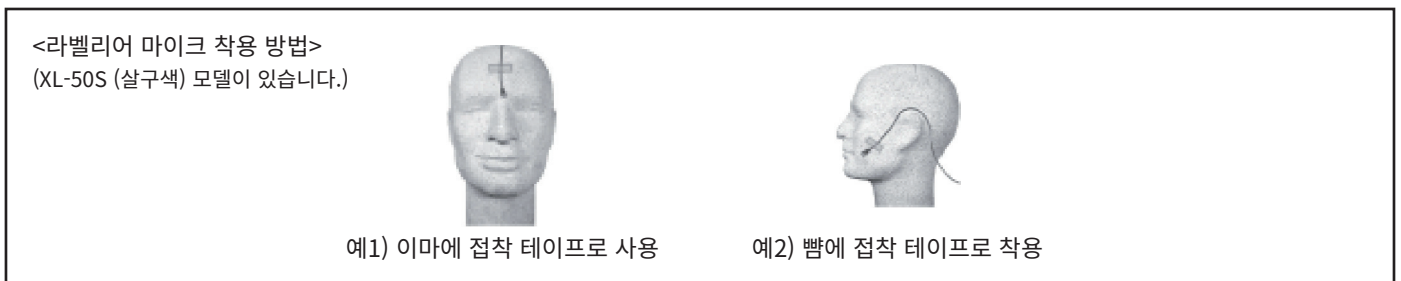 <라벨리어 마이크 착용 방법>
(XL-50S (살구색) 모델이 있습니다.)
예1) 이마에 접착 테이프로 사용
예2) 뺨에 접착 테이프로 착용